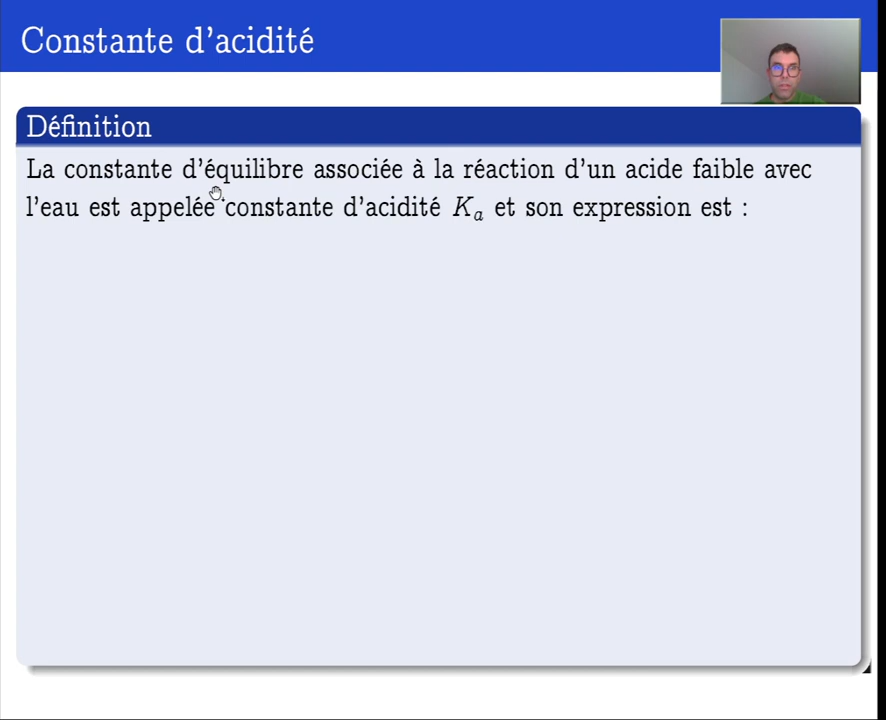 Constante d'acidité
Définition
La constante d'équilibre associée à la réaction d'un acide faible avec
l'eau est appelée constante d'acidité Kₐ et son expression est :